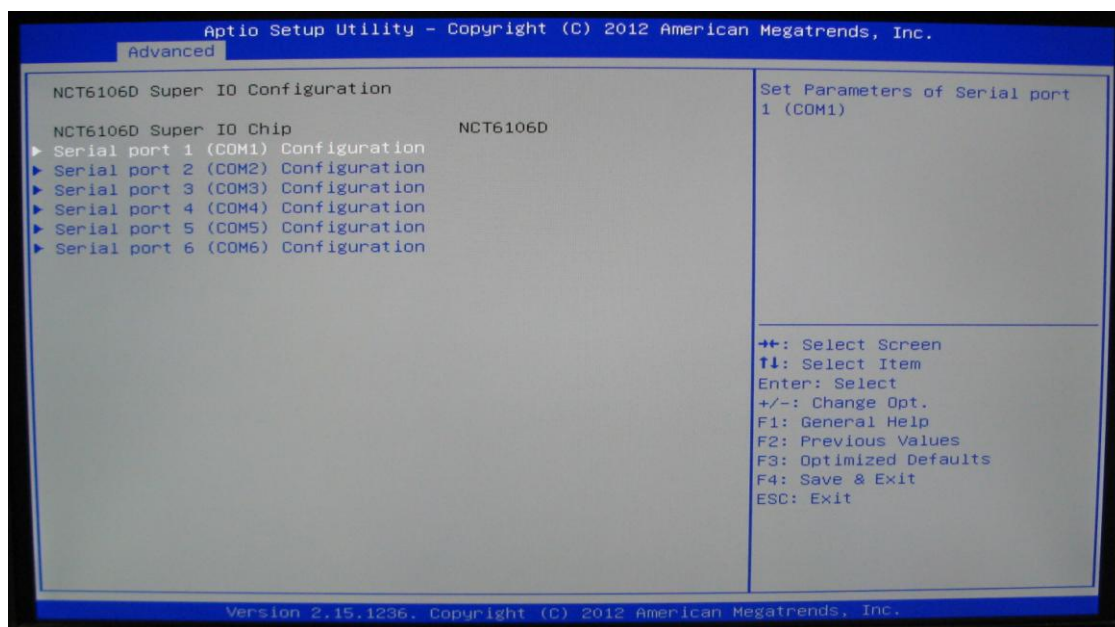 Aptio Setup Utility – Copyright (C) 2012 American Megatrends, Inc.
Advanced
NCT6106D Super IO Configuration
NCT6106D Super IO Chip NCT6106D
► Serial port 1 (COM1) Configuration
► Serial port 2 (COM2) Configuration
► Serial port 3 (COM3) Configuration
► Serial port 4 (COM4) Configuration
► Serial port 5 (COM5) Configuration
► Serial port 6 (COM6) Configuration
Set Parameters of Serial port
1 (COM1)
→←: Select Screen
↑↓: Select Item
Enter: Select
+/-: Change Opt.
F1: General Help
F2: Previous Values
F3: Optimized Defaults
F4: Save & Exit
ESC: Exit
Version 2.15.1236. Copyright (C) 2012 American Megatrends, Inc.